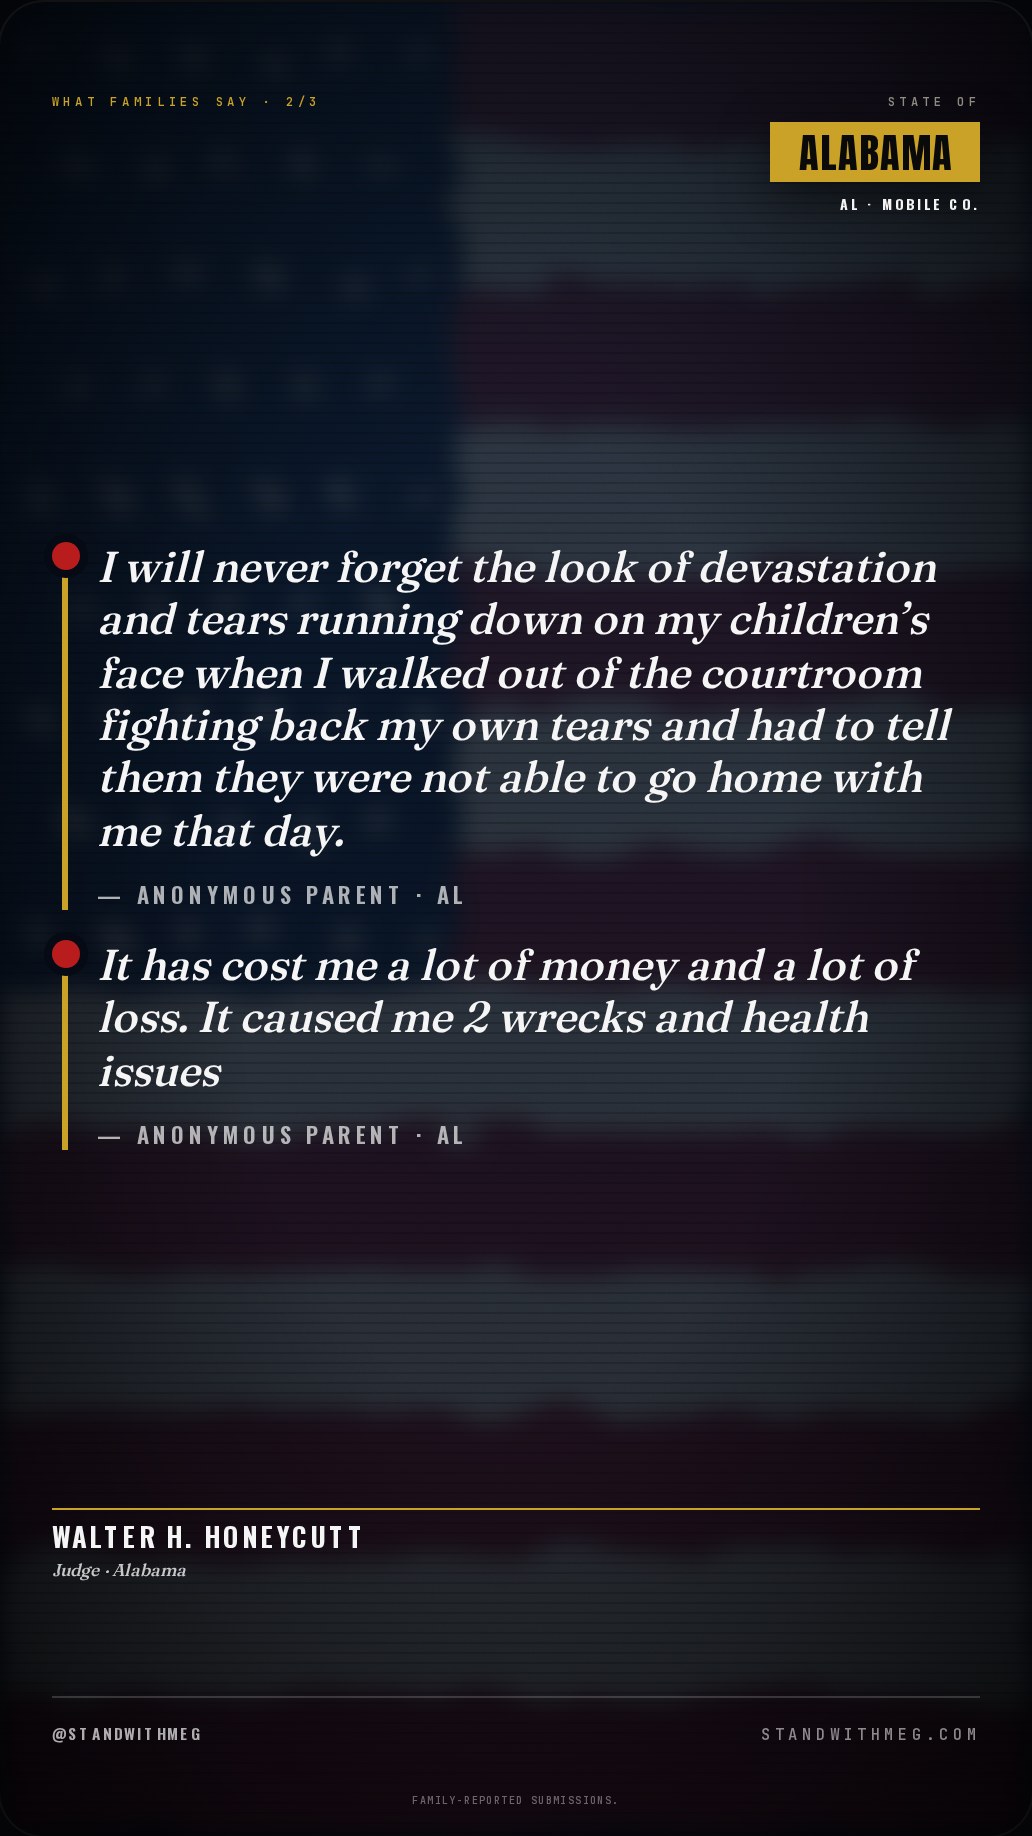 WHAT FAMILIES SAY · 2/3
STATE OF
ALABAMA
AL · MOBILE CO.
I will never forget the look of devastation
and tears running down on my children’s
face when I walked out of the courtroom
fighting back my own tears and had to tell
them they were not able to go home with
me that day.
— ANONYMOUS PARENT · AL
It has cost me a lot of money and a lot of
loss. It caused me 2 wrecks and health
issues
— ANONYMOUS PARENT · AL
WALTER H. HONEYCUTT
Judge · Alabama
@STANDWITHMEG
STANDWITHMEG.COM
FAMILY-REPORTED SUBMISSIONS.